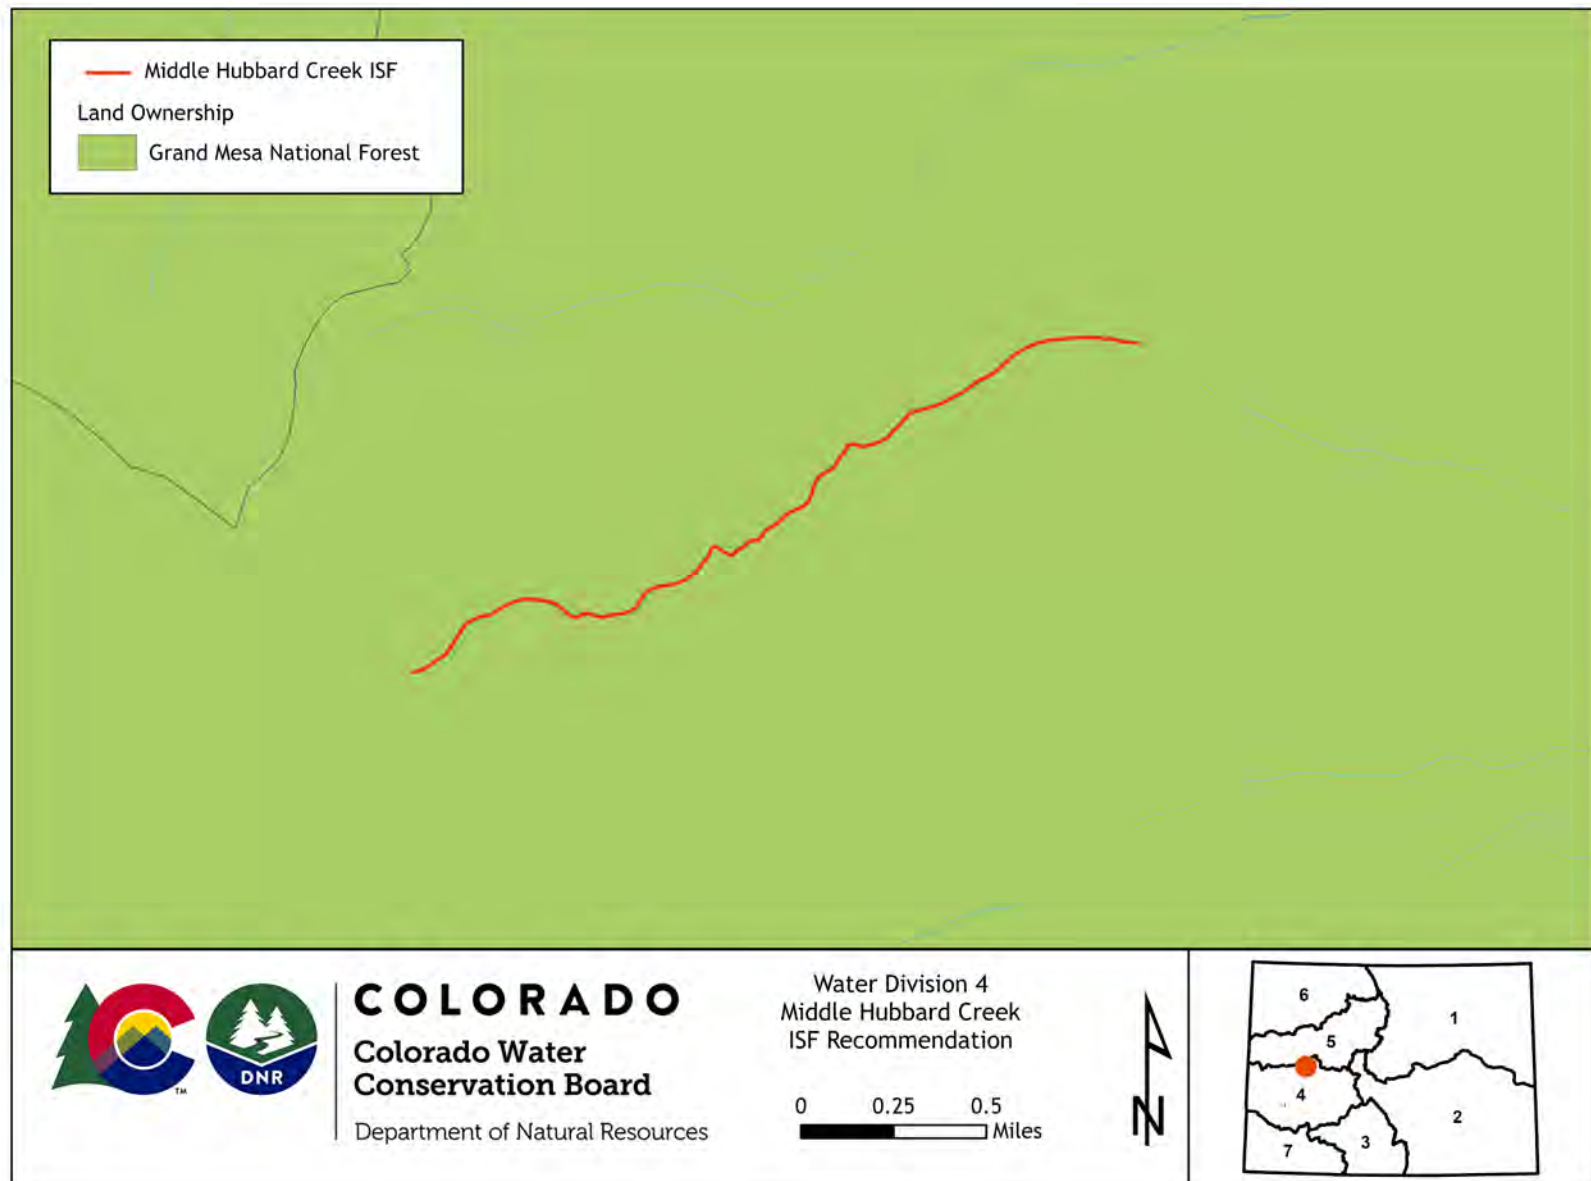 Middle Hubbard Creek ISF
Land Ownership
Grand Mesa National Forest
COLORADO
Colorado Water
Conservation Board
Department of Natural Resources
DNR
TM
Water Division 4
Middle Hubbard Creek
ISF Recommendation
0 0.25 0.5
Miles
N
6
1
5
4
2
3
7